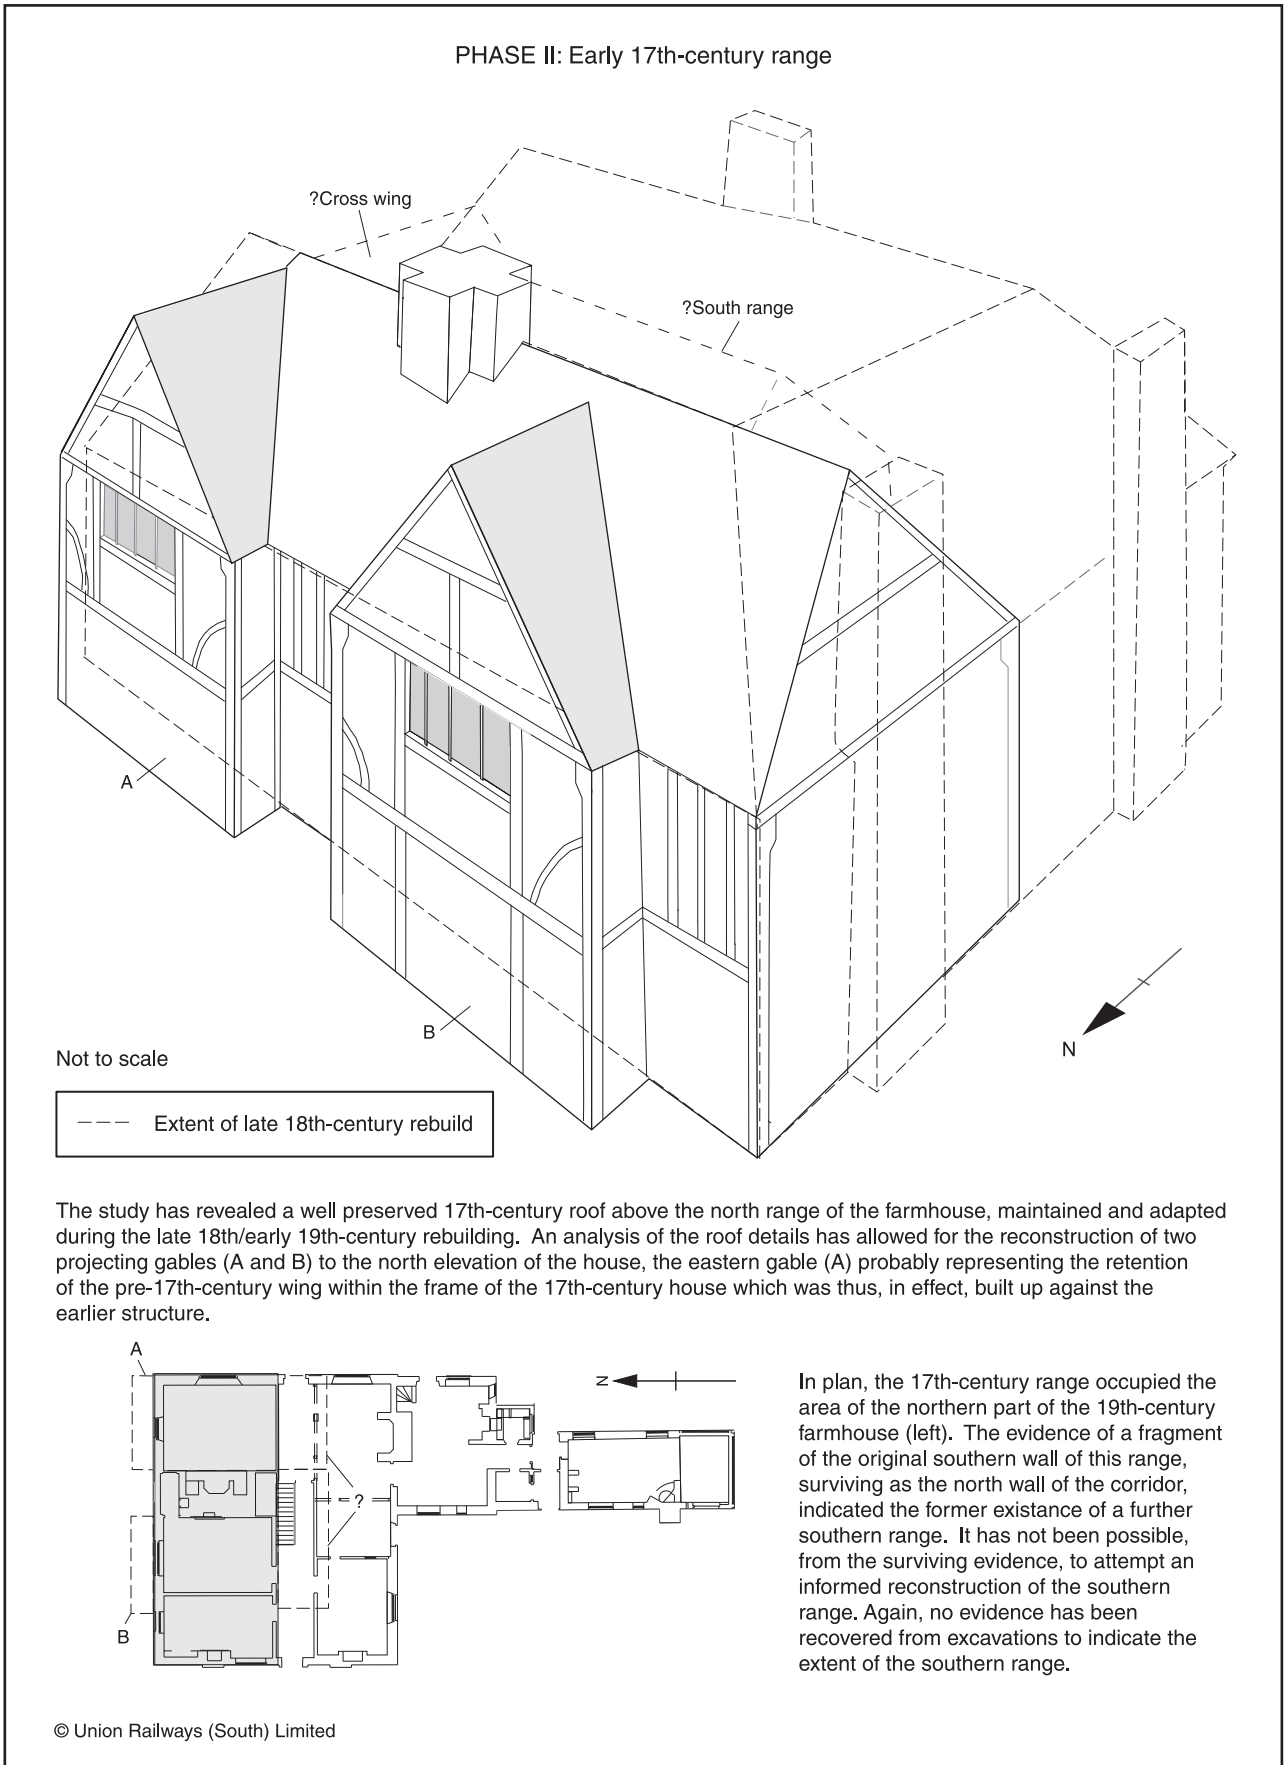 PHASE II: Early 17th-century range
?Cross wing
?South range
A
B
N
Not to scale
Extent of late 18th-century rebuild
The study has revealed a well preserved 17th-century roof above the north range of the farmhouse, maintained and adapted
during the late 18th/early 19th-century rebuilding. An analysis of the roof details has allowed for the reconstruction of two
projecting gables (A and B) to the north elevation of the house, the eastern gable (A) probably representing the retention
of the pre-17th-century wing within the frame of the 17th-century house which was thus, in effect, built up against the
earlier structure.
A
N
?
B
In plan, the 17th-century range occupied the
area of the northern part of the 19th-century
farmhouse (left). The evidence of a fragment
of the original southern wall of this range,
surviving as the north wall of the corridor,
indicated the former existance of a further
southern range. It has not been possible,
from the surviving evidence, to attempt an
informed reconstruction of the southern
range. Again, no evidence has been
recovered from excavations to indicate the
extent of the southern range.
© Union Railways (South) Limited